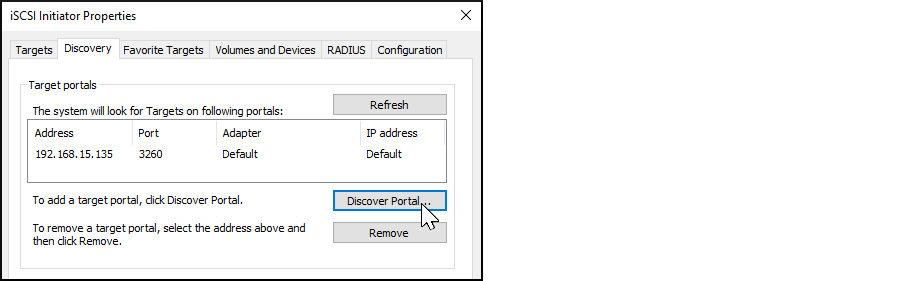 iSCSI Initiator Properties
Targets Discovery Favorite Targets Volumes and Devices RADIUS Configuration
Target portals
The system will look for Targets on following portals: Refresh
Address Port Adapter IP address
192.168.15.135 3260 Default Default
To add a target portal, click Discover Portal. Discover Portal...
To remove a target portal, select the address above and
then click Remove. Remove